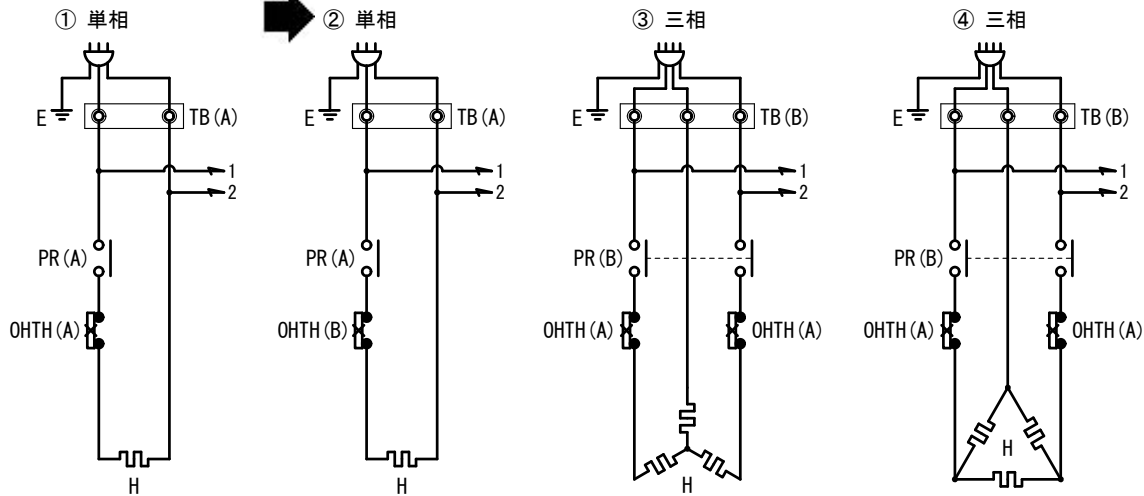 ① 単相
② 単相
③ 三相
④ 三相
E
TB(A)
E
TB(A)
E
TB(B)
E
TB(B)
1
1
1
1
2
2
2
2
PR(A)
PR(A)
PR(B)
PR(B)
OHTH(A)
OHTH(B)
OHTH(A)
OHTH(A)
OHTH(A)
OHTH(A)
H
H
H
H